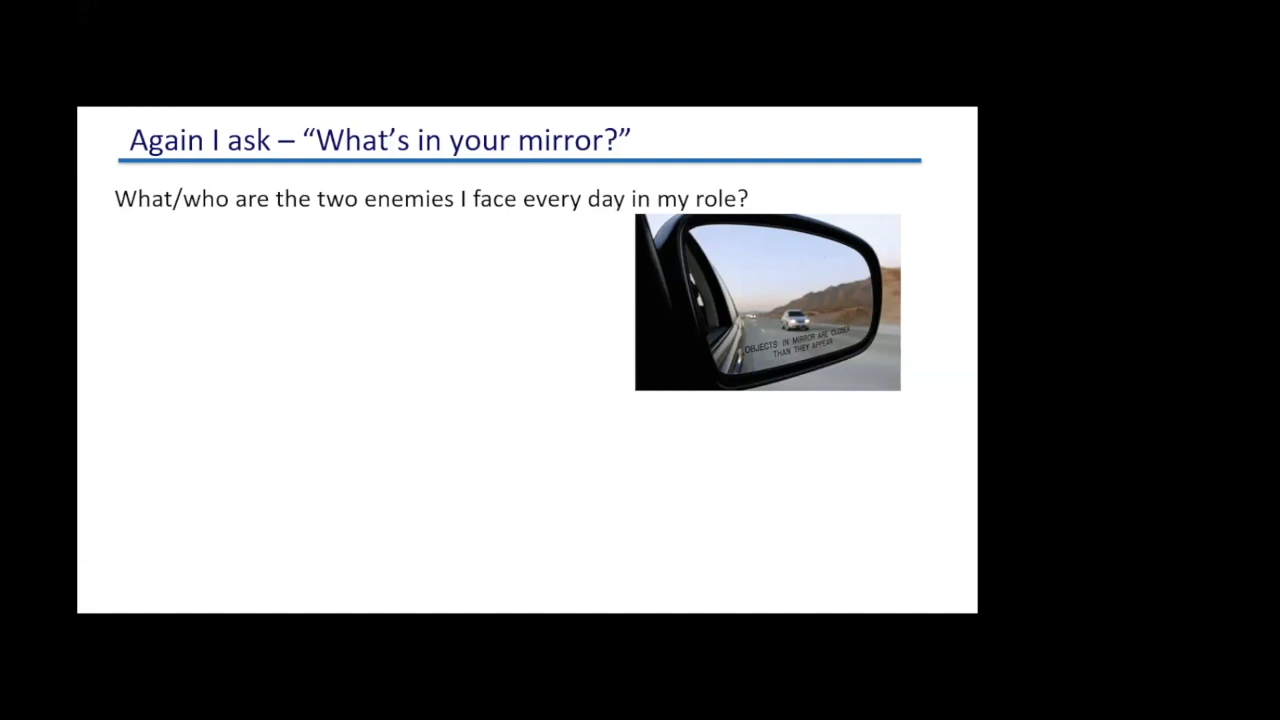 Again I ask – “What’s in your mirror?”
What/who are the two enemies I face every day in my role?
OBJECTS IN MIRROR ARE CLOSER
THAN THEY APPEAR